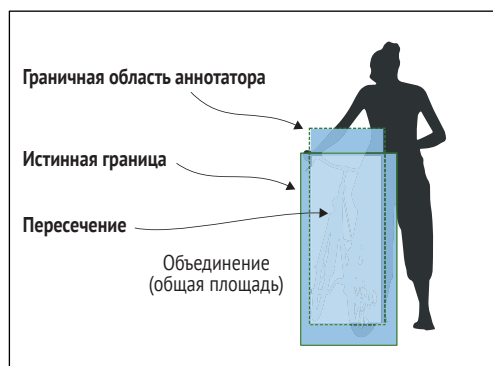 Граничная область аннотатора
Истинная граница
Пересечение
Объединение
(общая площадь)